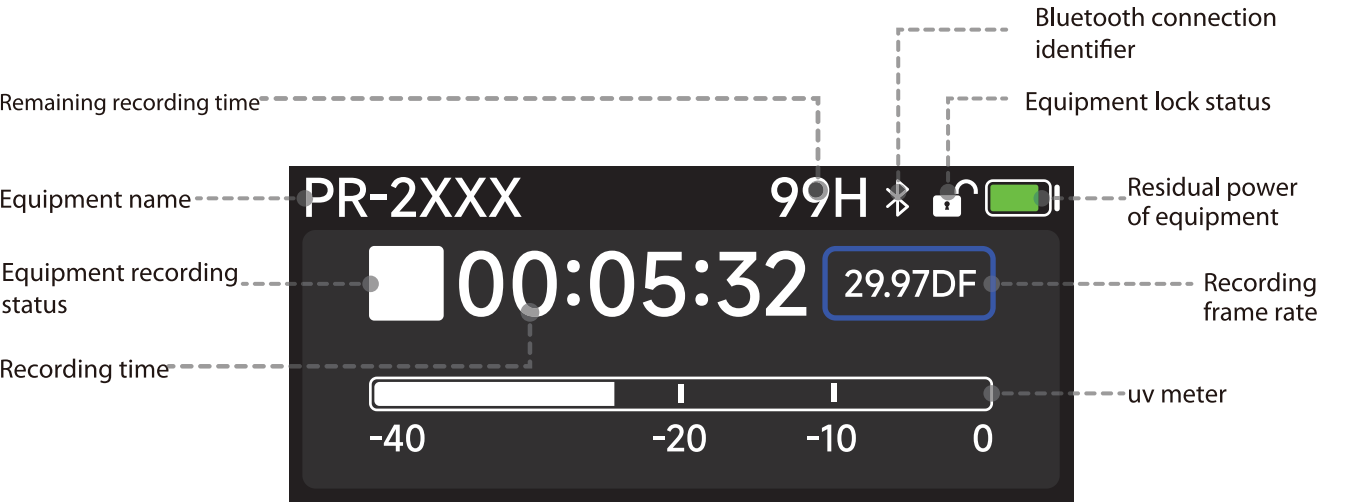 Bluetooth connection
identifier
Remaining recording time
Equipment lock status
PR-2XXX
99H
Equipment name
Residual power
of equipment
Equipment recording
status
00:05:32
29.97DF
Recording
frame rate
Recording time
uv meter
-40
-20
-10
0